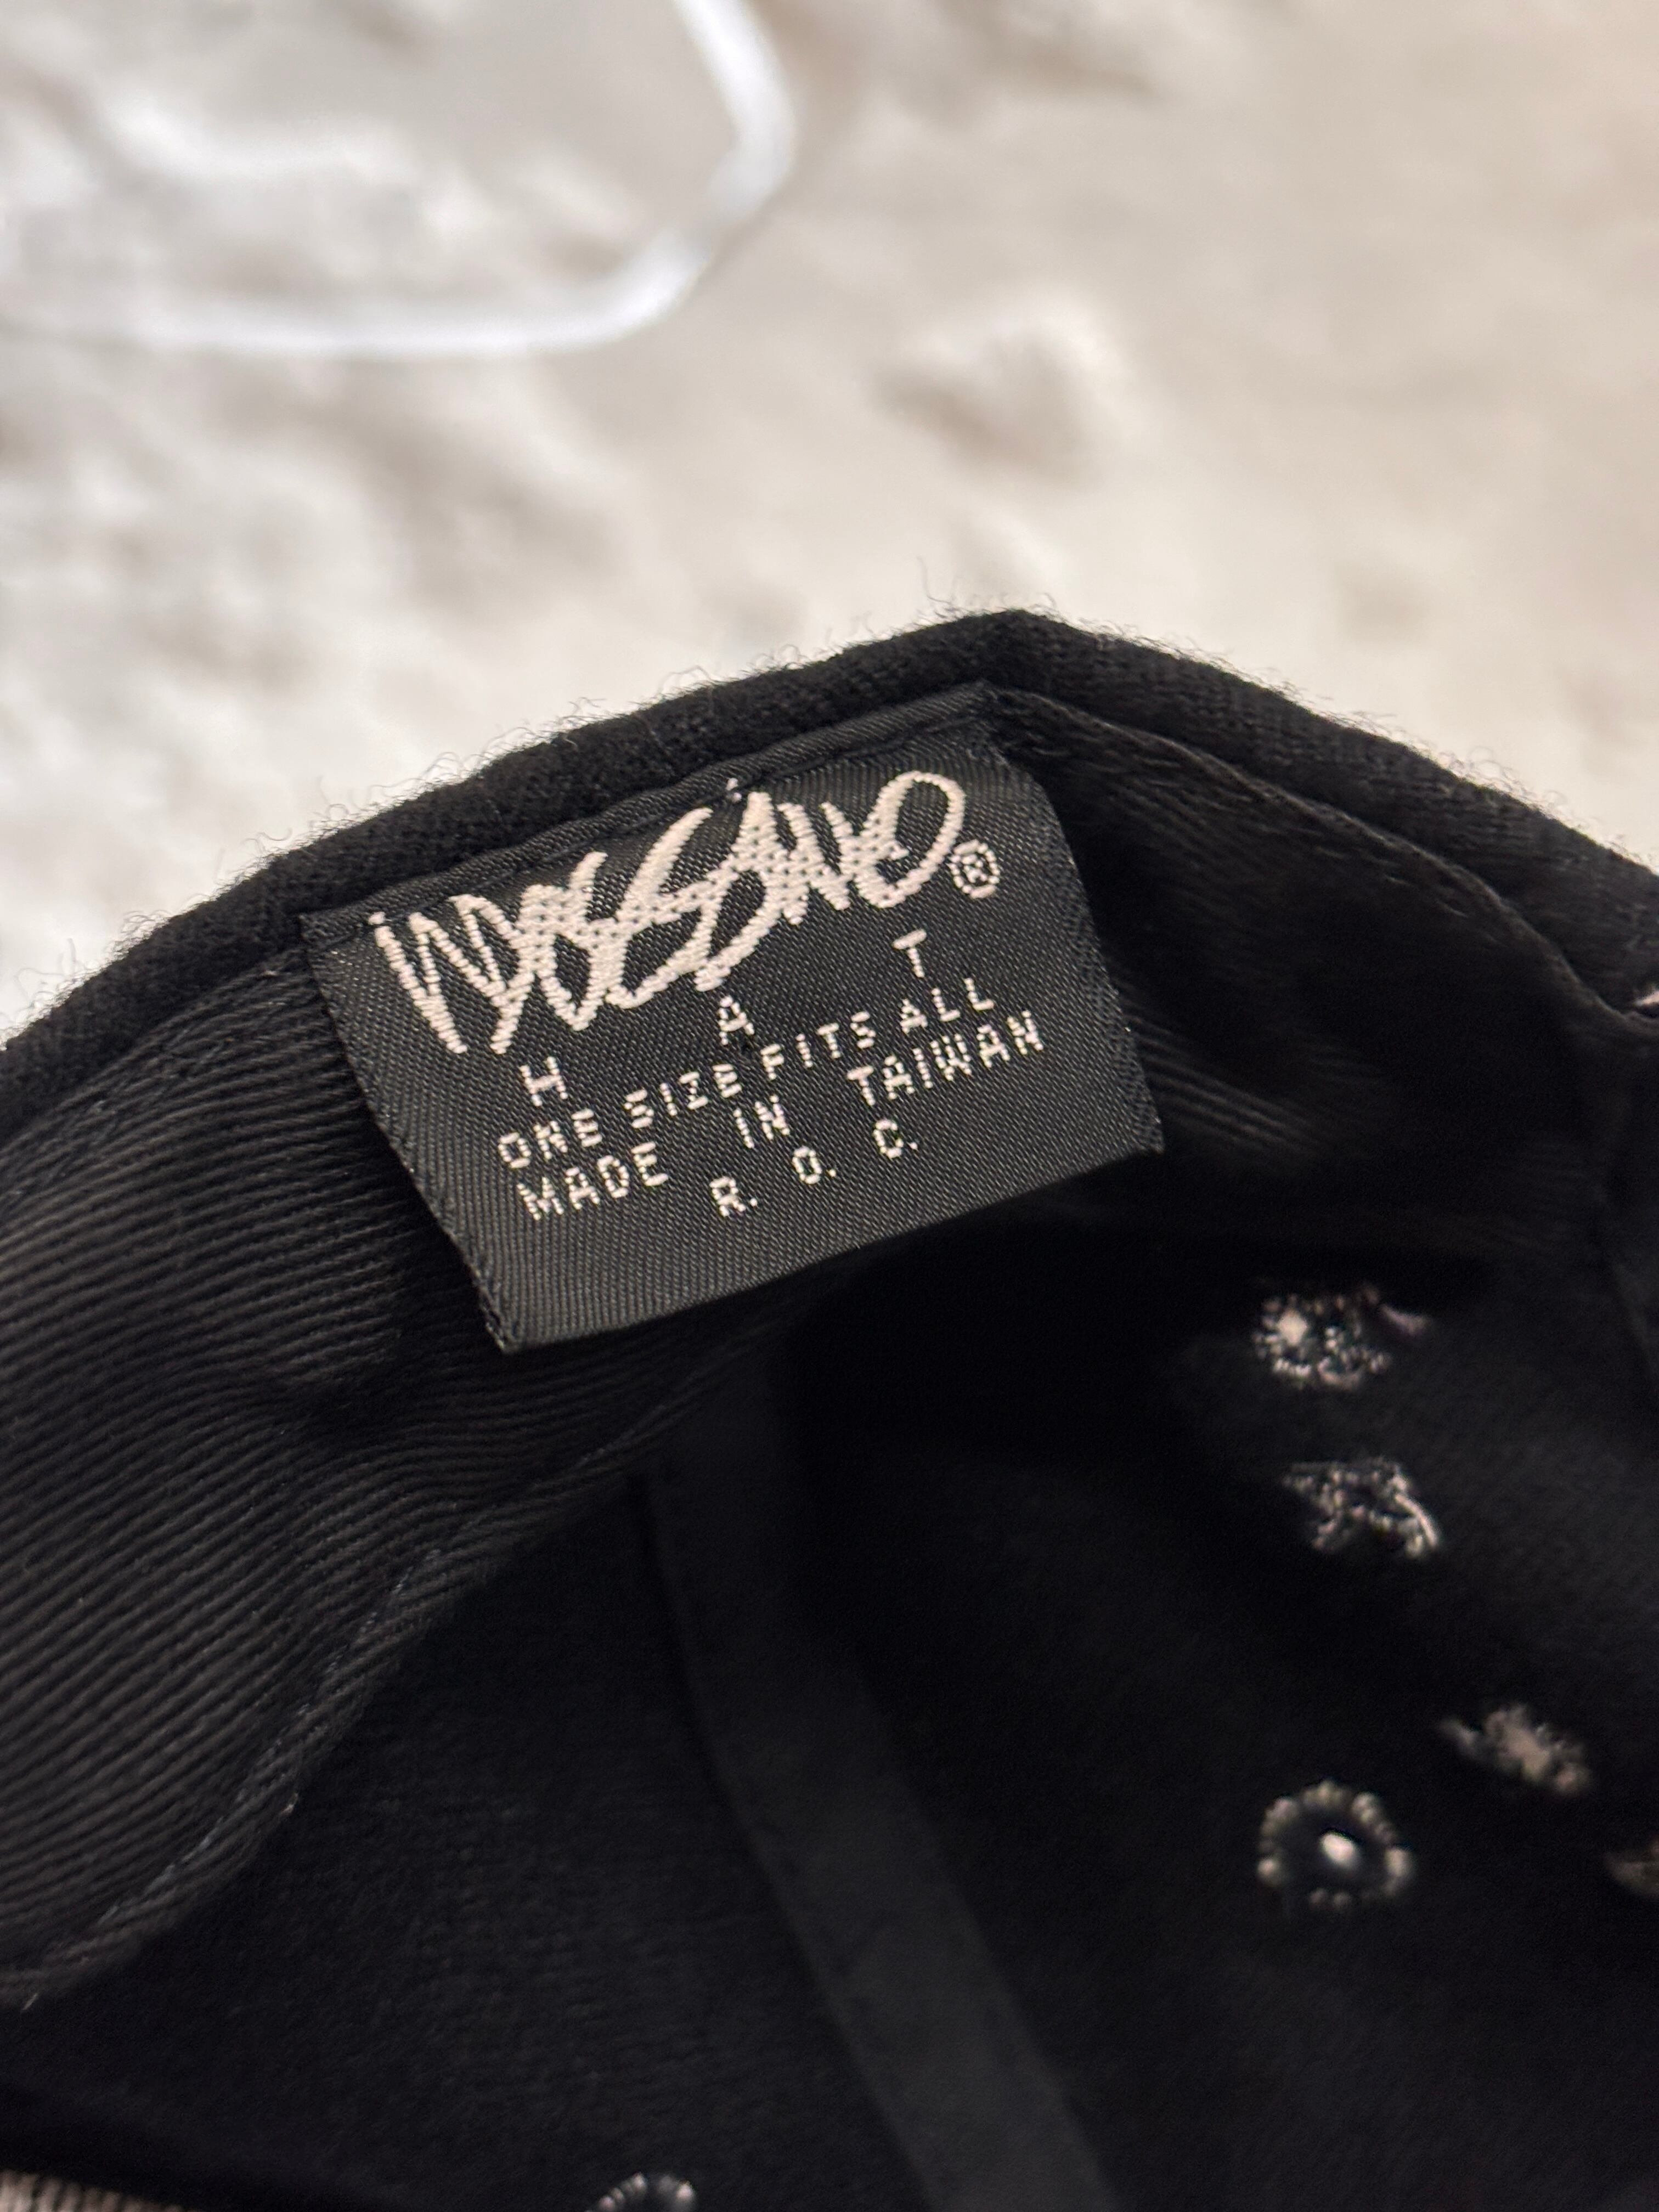 MOSSIMO®
H A T
ONE SIZE FITS ALL
MADE IN TAIWAN
R. O. C.